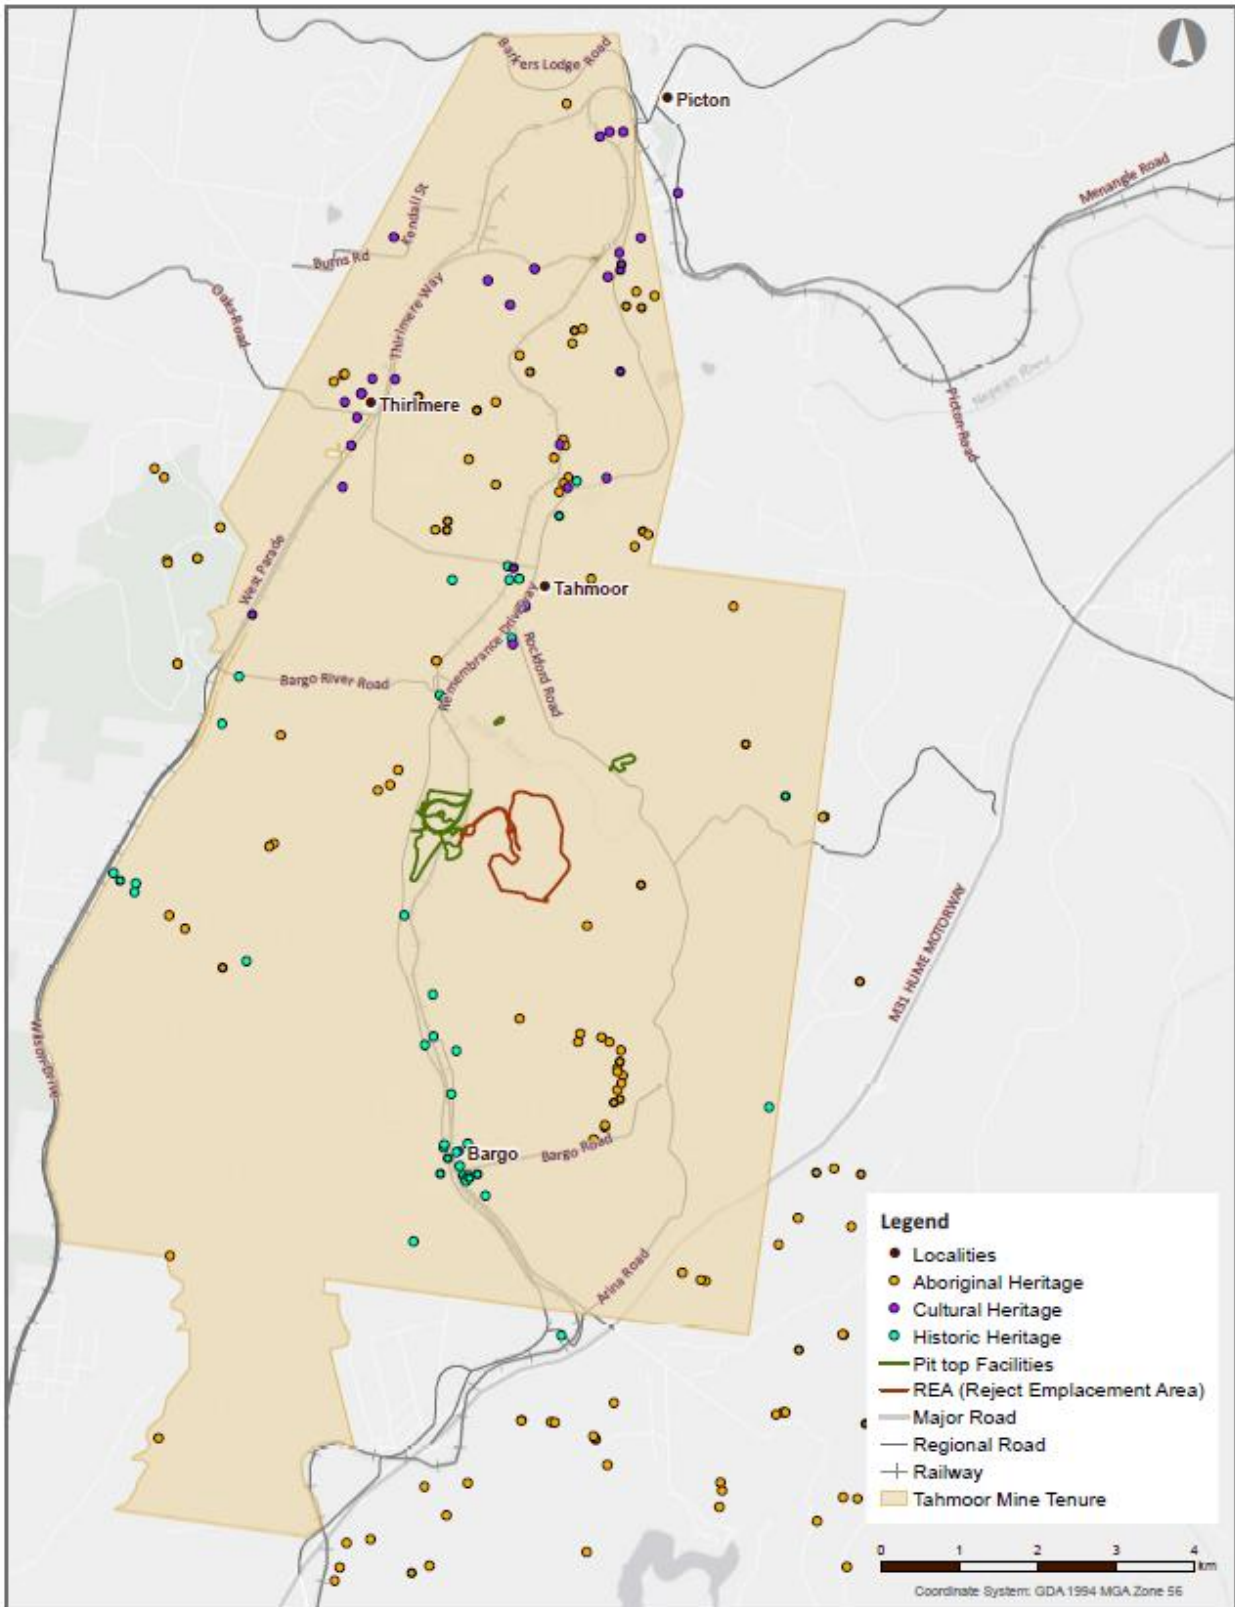 Barkers Lodge Road
Picton
Menangle Road
Kendall St
Burns Rd
Oaks Road
Thirlmere Way
Nepean River
Picton Road
Thirlmere
West Parade
Tahmoor
Remembrance Driveway
Rockford Road
Bargo River Road
M31 HUME MOTORWAY
Wilson Drive
Bargo
Bargo Road
Arina Road
Legend
Localities
Aboriginal Heritage
Cultural Heritage
Historic Heritage
Pit top Facilities
REA (Reject Emplacement Area)
Major Road
Regional Road
Railway
Tahmoor Mine Tenure
0 1 2 3 4
km
Coordinate System: GDA 1994 MGA Zone 56